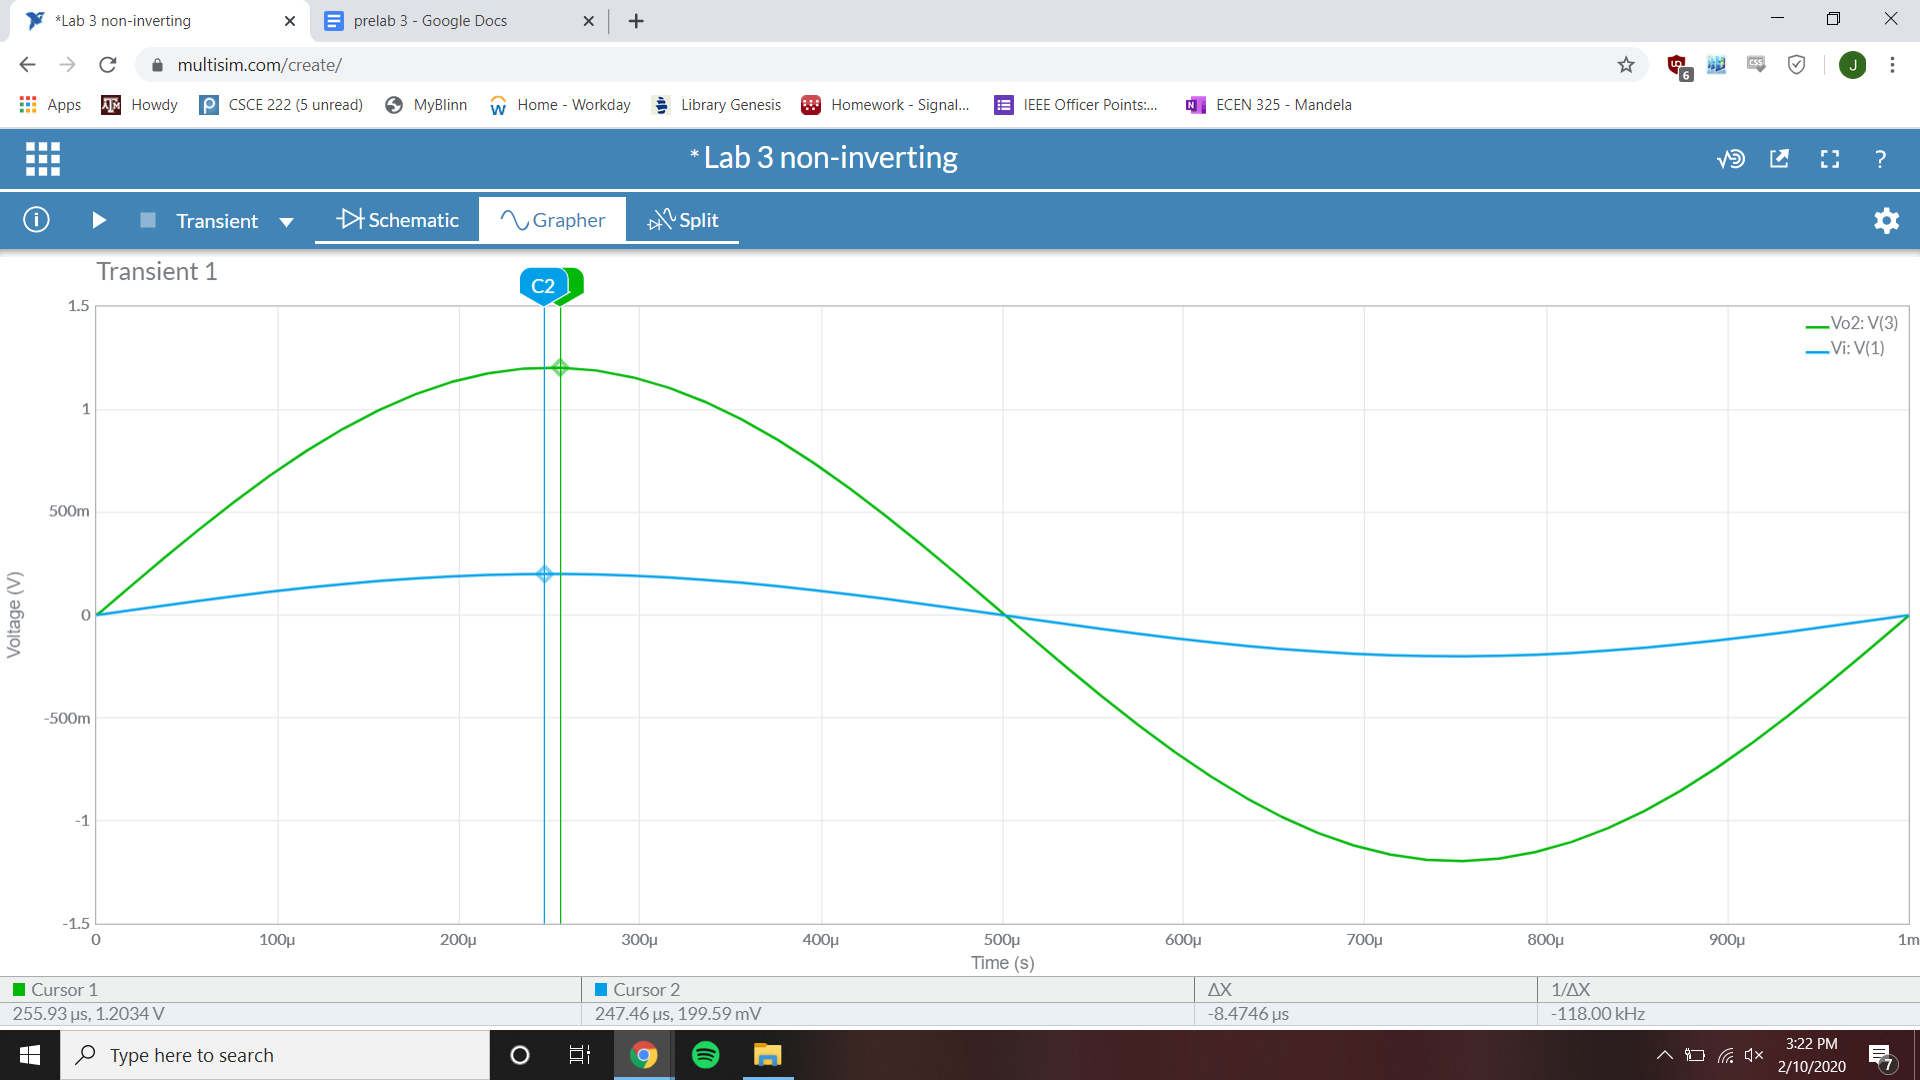 *Lab 3 non-inverting
prelab 3 - Google Docs
multisim.com/create/
6
CSS
J
Apps
Howdy
CSCE 222 (5 unread)
MyBlinn
Home - Workday
Library Genesis
Homework - Signal...
IEEE Officer Points:...
ECEN 325 - Mandela
* Lab 3 non-inverting
?
Transient
Schematic
Grapher
Split
Transient 1
C2
Vo2: V(3)
Vi: V(1)
1.5
1
500m
0
-500m
-1
-1.5
Voltage (V)
0 100µ 200µ 300µ 400µ 500µ 600µ 700µ 800µ 900µ 1m
Time (s)
Cursor 1 Cursor 2 ΔX 1/ΔX
255.93 µs, 1.2034 V 247.46 µs, 199.59 mV -8.4746 µs -118.00 kHz
Type here to search
3:22 PM
2/10/2020
7